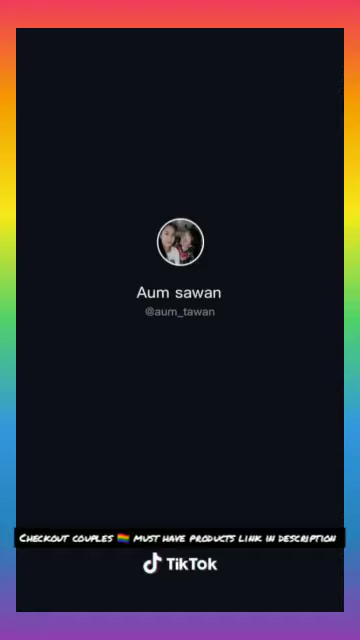 Aum sawan
@aum_tawan
Checkout couples 🏳️‍🌈 must have products link in description
TikTok